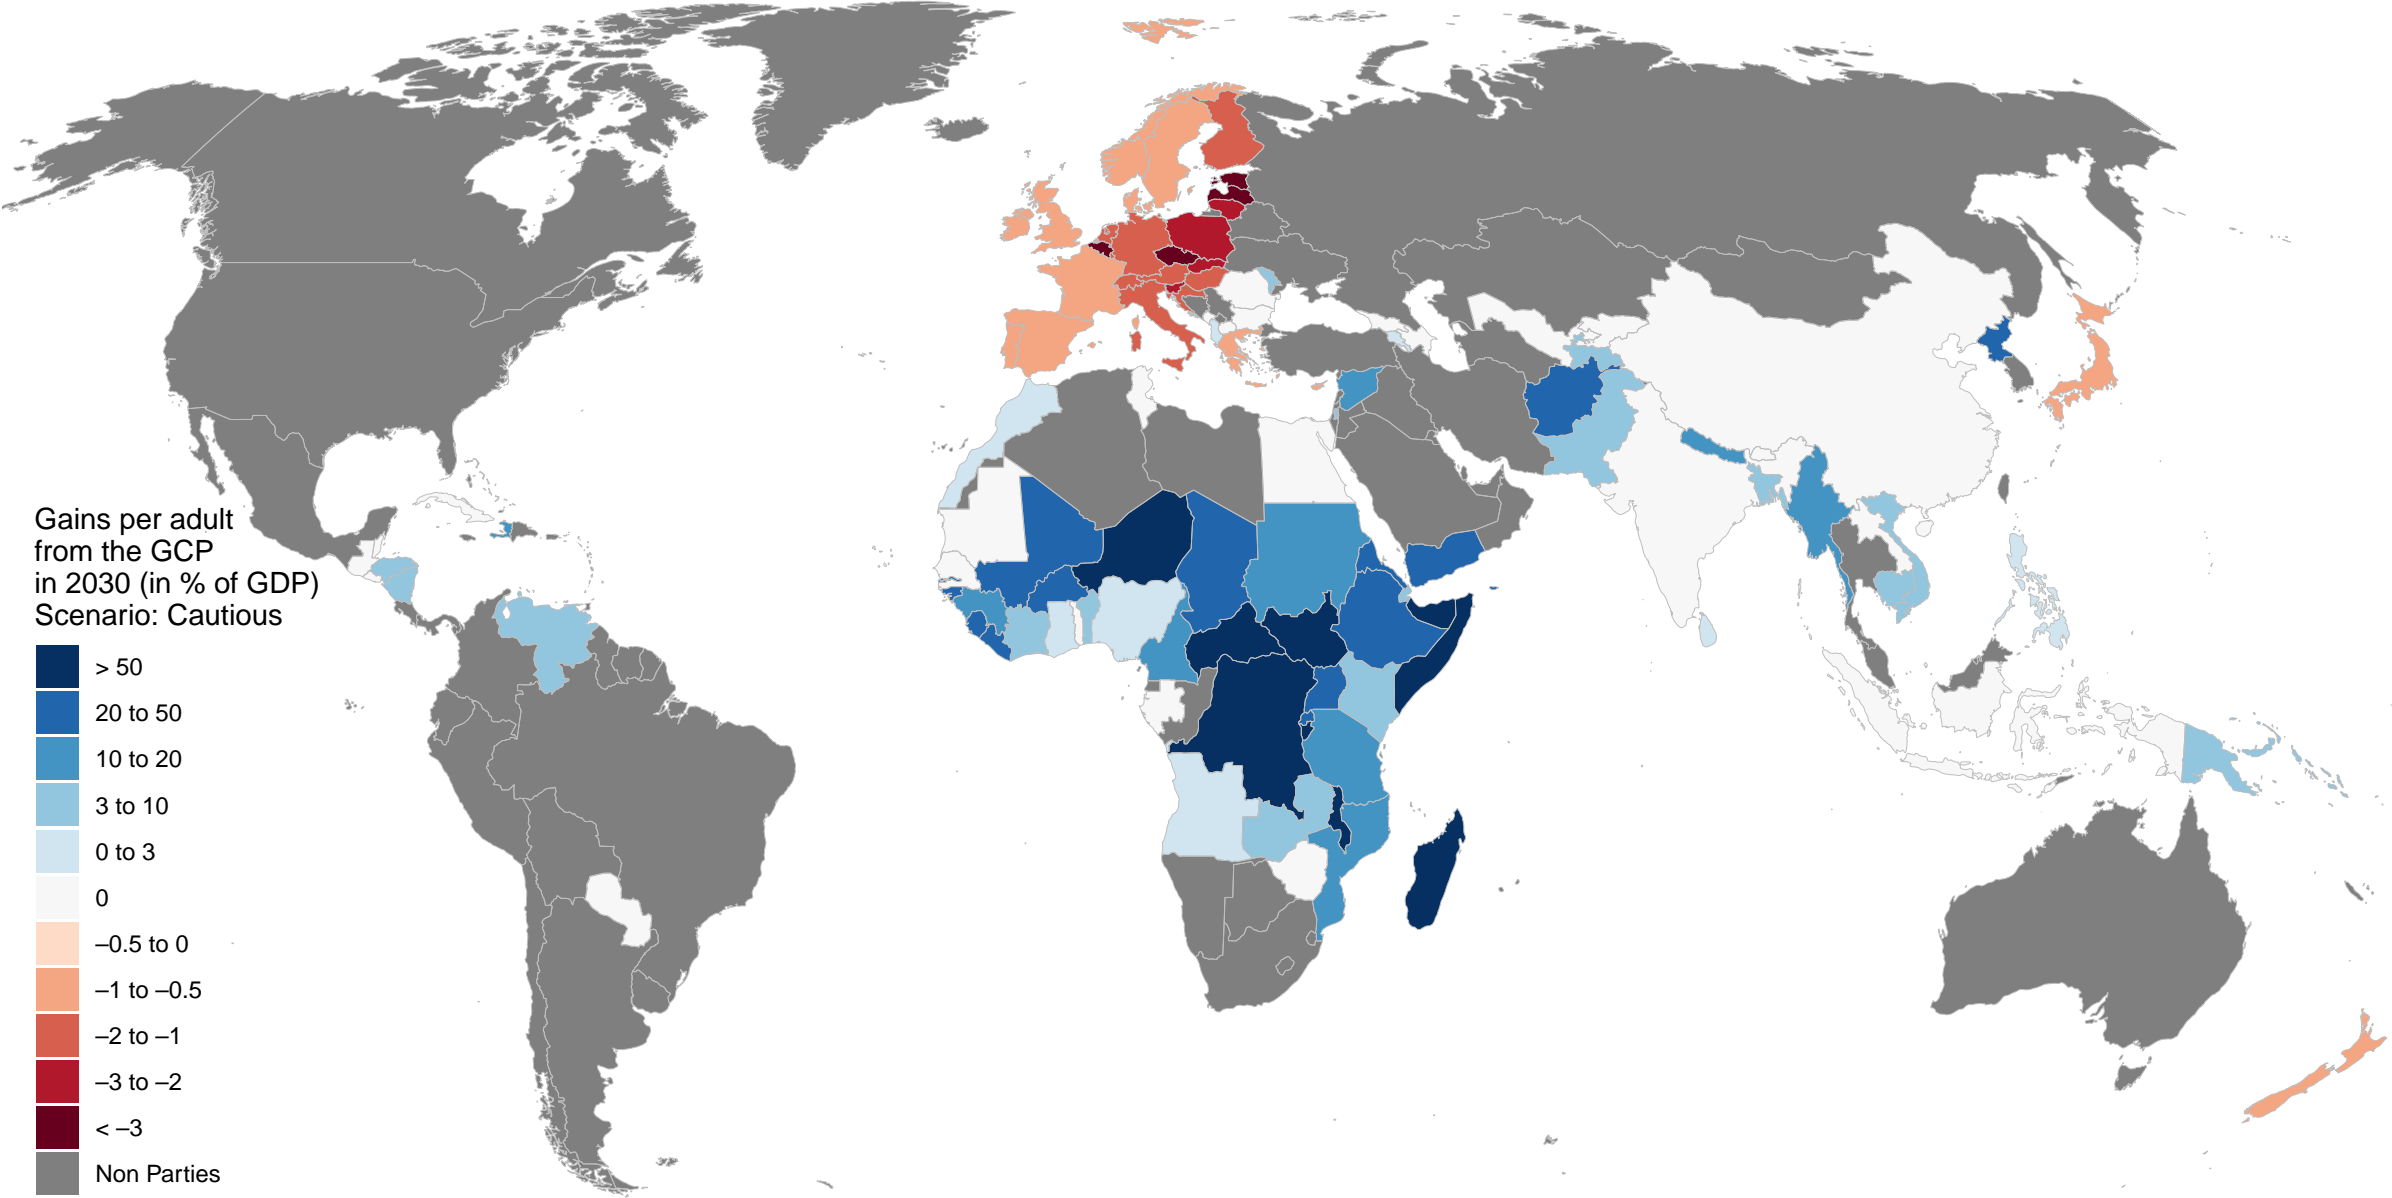 Gains per adult
from the GCP
in 2030 (in % of GDP)
Scenario: Cautious
> 50
20 to 50
10 to 20
3 to 10
0 to 3
0
–0.5 to 0
–1 to –0.5
–2 to –1
–3 to –2
< –3
Non Parties